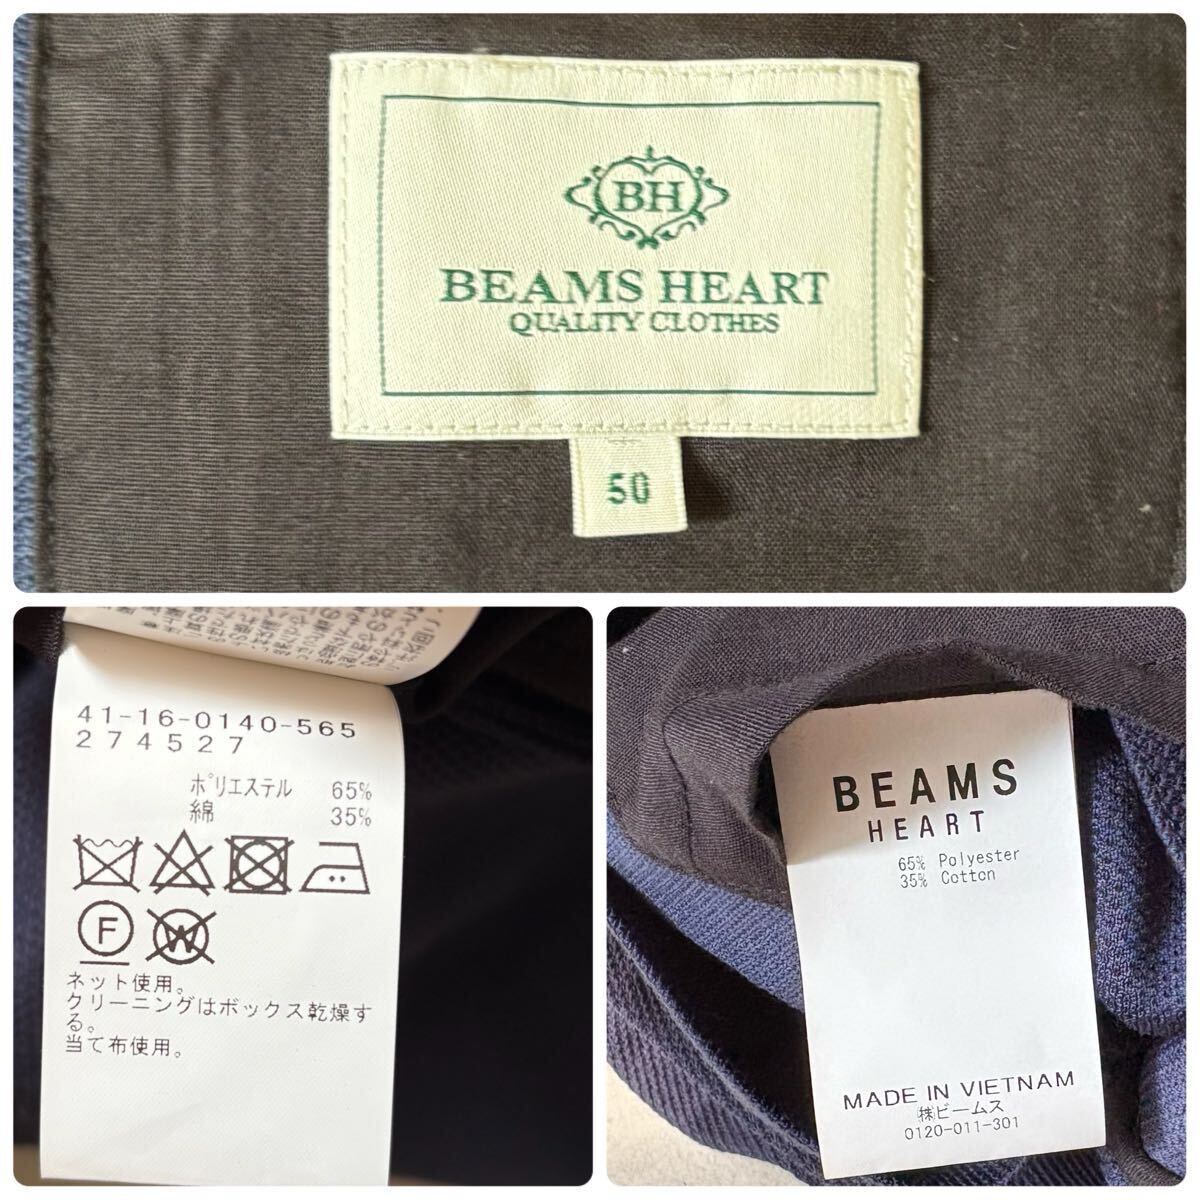 BH
BEAMS HEART
QUALITY CLOTHES
50
41-16-0140-565
274527
ポリエステル 65%
綿 35%
F
W
ネット使用。
クリーニングはボックス乾燥す
る。
当て布使用。
BEAMS
HEART
65% Polyester
35% Cotton
MADE IN VIETNAM
㈱ビームス
0120-011-301